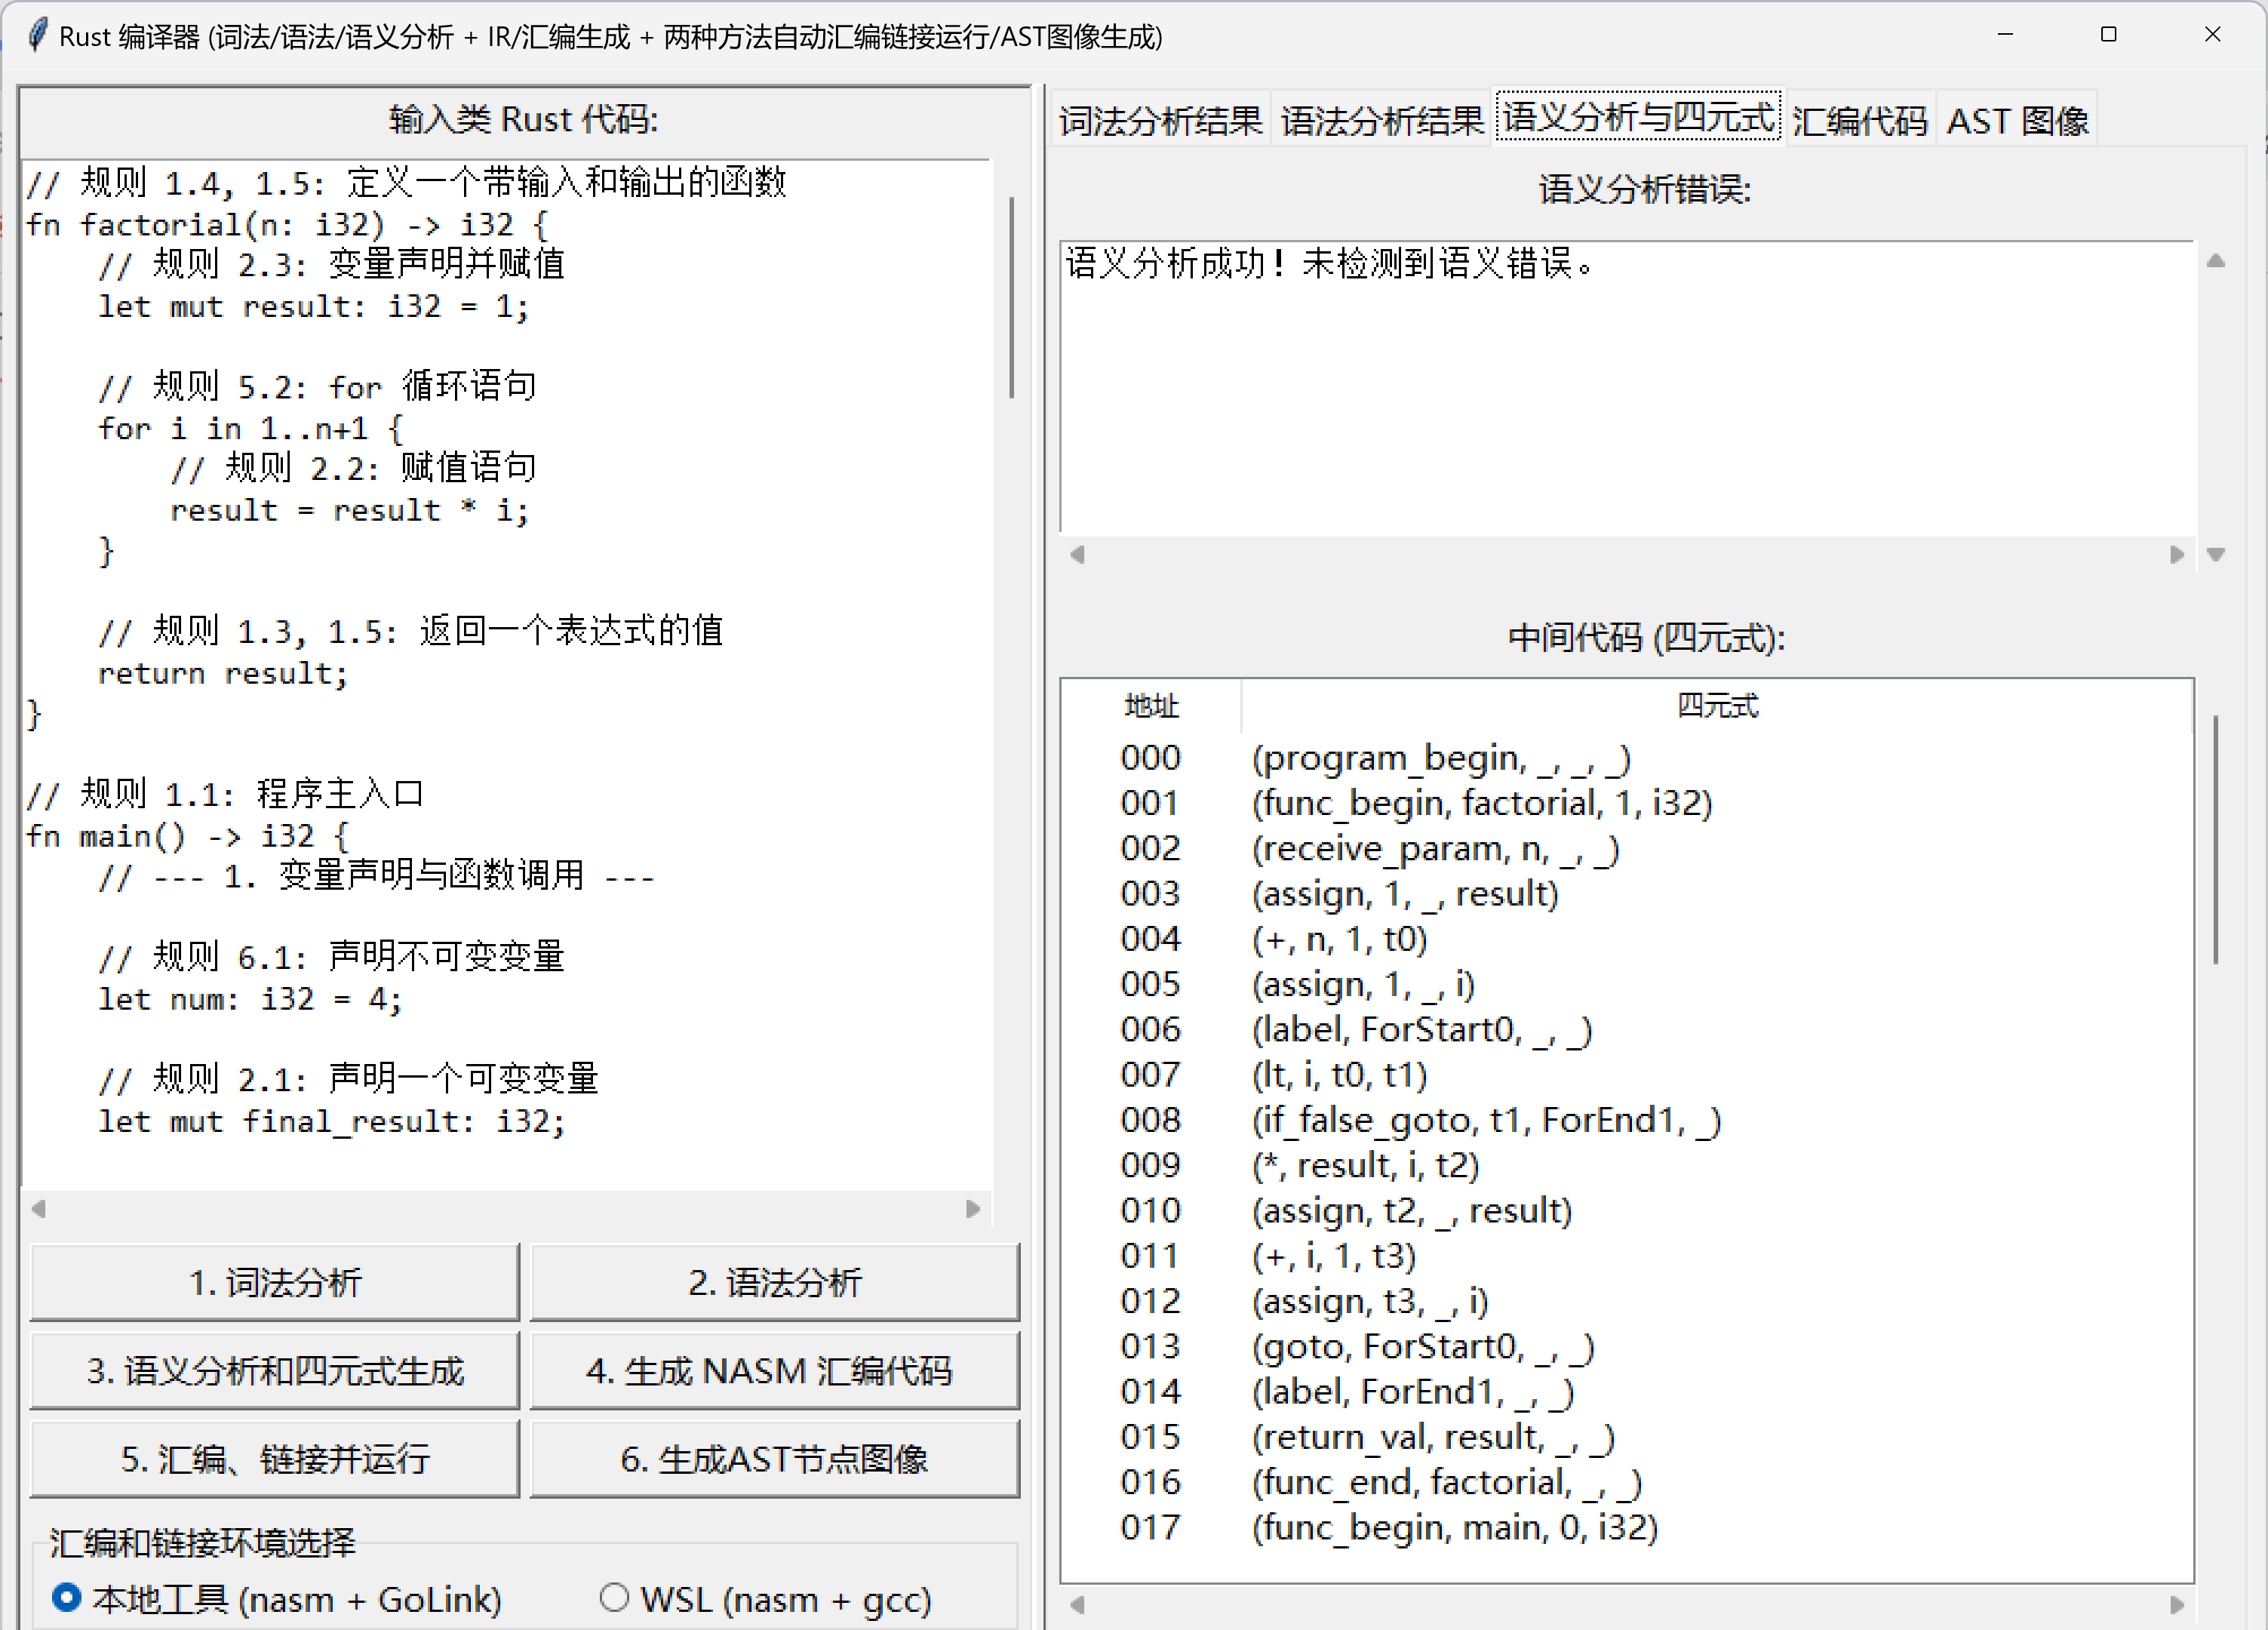 Rust 编译器 (词法/语法/语义分析 + IR/汇编生成 + 两种方法自动汇编链接运行/AST图像生成)
输入类 Rust 代码:
// 规则 1.4, 1.5: 定义一个带输入和输出的函数
fn factorial(n: i32) -> i32 {
    // 规则 2.3: 变量声明并赋值
    let mut result: i32 = 1;
    // 规则 5.2: for 循环语句
    for i in 1..n+1 {
        // 规则 2.2: 赋值语句
        result = result * i;
    }
    // 规则 1.3, 1.5: 返回一个表达式的值
    return result;
}
// 规则 1.1: 程序主入口
fn main() -> i32 {
    // --- 1. 变量声明与函数调用 ---
    // 规则 6.1: 声明不可变变量
    let num: i32 = 4;
    // 规则 2.1: 声明一个可变变量
    let mut final_result: i32;
1. 词法分析
2. 语法分析
3. 语义分析和四元式生成
4. 生成 NASM 汇编代码
5. 汇编、链接并运行
6. 生成AST节点图像
汇编和链接环境选择
本地工具 (nasm + GoLink)
WSL (nasm + gcc)
词法分析结果
语法分析结果
语义分析与四元式
汇编代码
AST 图像
语义分析错误:
语义分析成功！未检测到语义错误。
中间代码 (四元式):
地址 四元式
000 (program_begin, _, _, _)
001 (func_begin, factorial, 1, i32)
002 (receive_param, n, _, _)
003 (assign, 1, _, result)
004 (+, n, 1, t0)
005 (assign, 1, _, i)
006 (label, ForStart0, _, _)
007 (lt, i, t0, t1)
008 (if_false_goto, t1, ForEnd1, _)
009 (*, result, i, t2)
010 (assign, t2, _, result)
011 (+, i, 1, t3)
012 (assign, t3, _, i)
013 (goto, ForStart0, _, _)
014 (label, ForEnd1, _, _)
015 (return_val, result, _, _)
016 (func_end, factorial, _, _)
017 (func_begin, main, 0, i32)